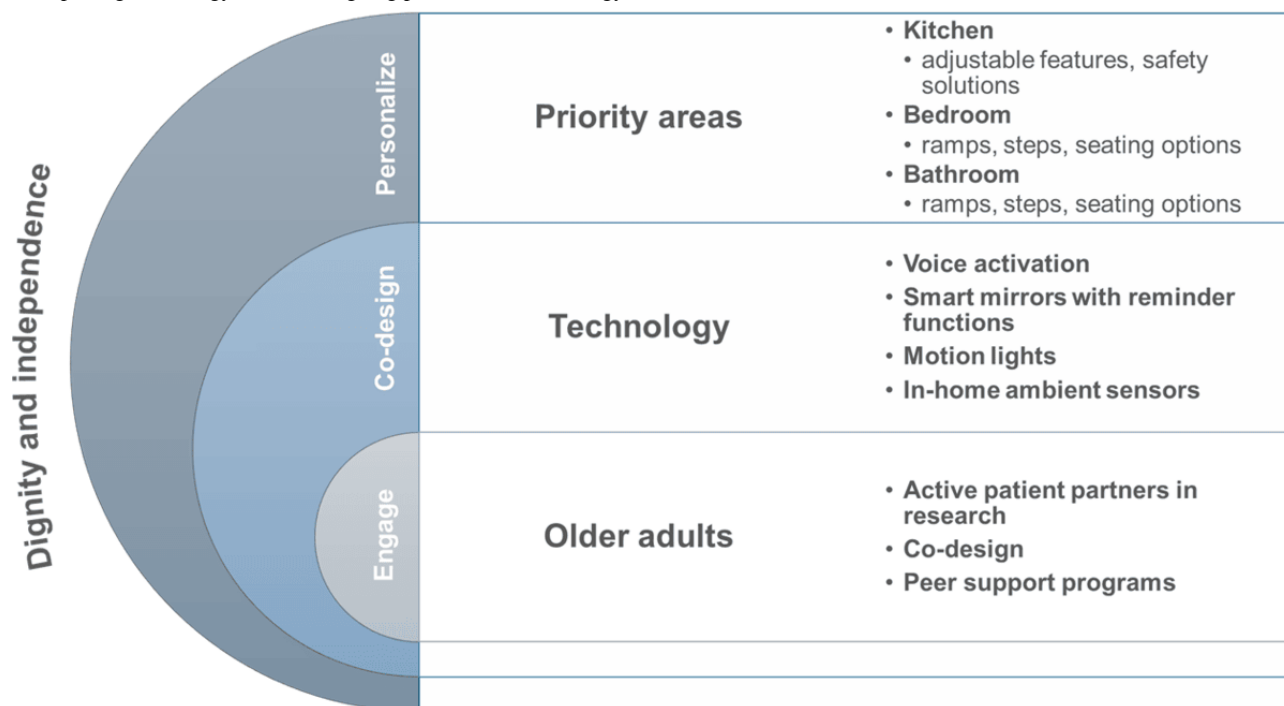 Dignity and independence
Personalize
Priority areas
• Kitchen
• adjustable features, safety
solutions
• Bedroom
• ramps, steps, seating options
• Bathroom
• ramps, steps, seating options
Co-design
Technology
• Voice activation
• Smart mirrors with reminder
functions
• Motion lights
• In-home ambient sensors
Engage
Older adults
• Active patient partners in
research
• Co-design
• Peer support programs